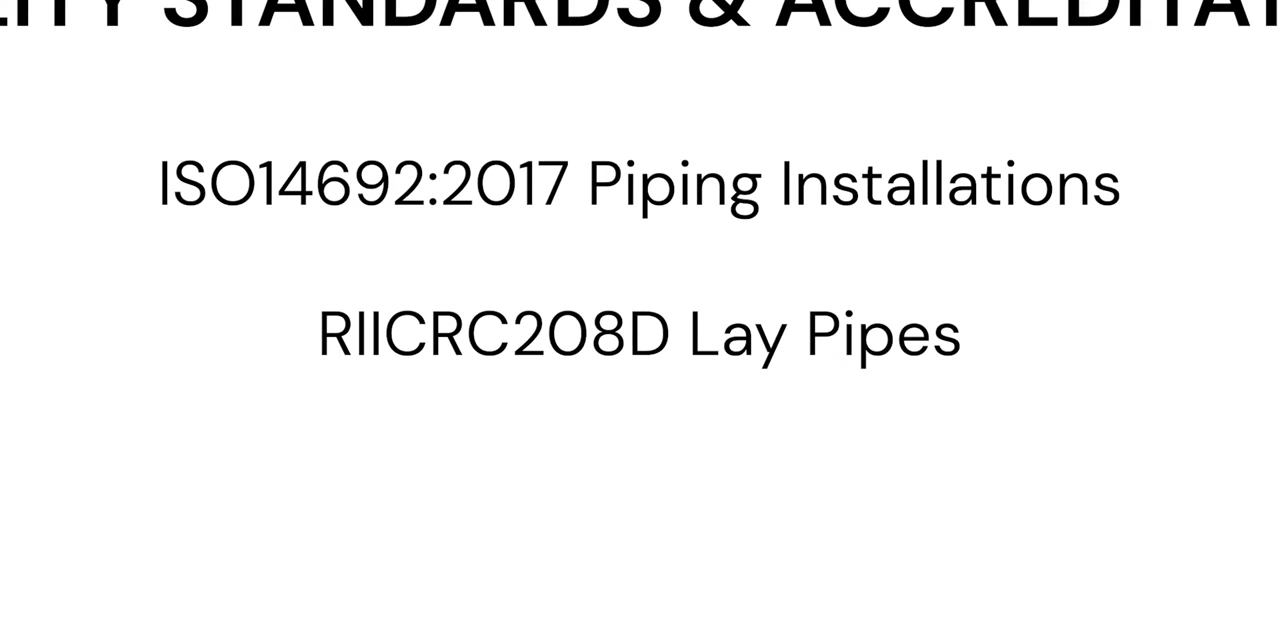 STANDARDS & 
ISO14692:2017 Piping Installations
RIICRC208D Lay Pipes